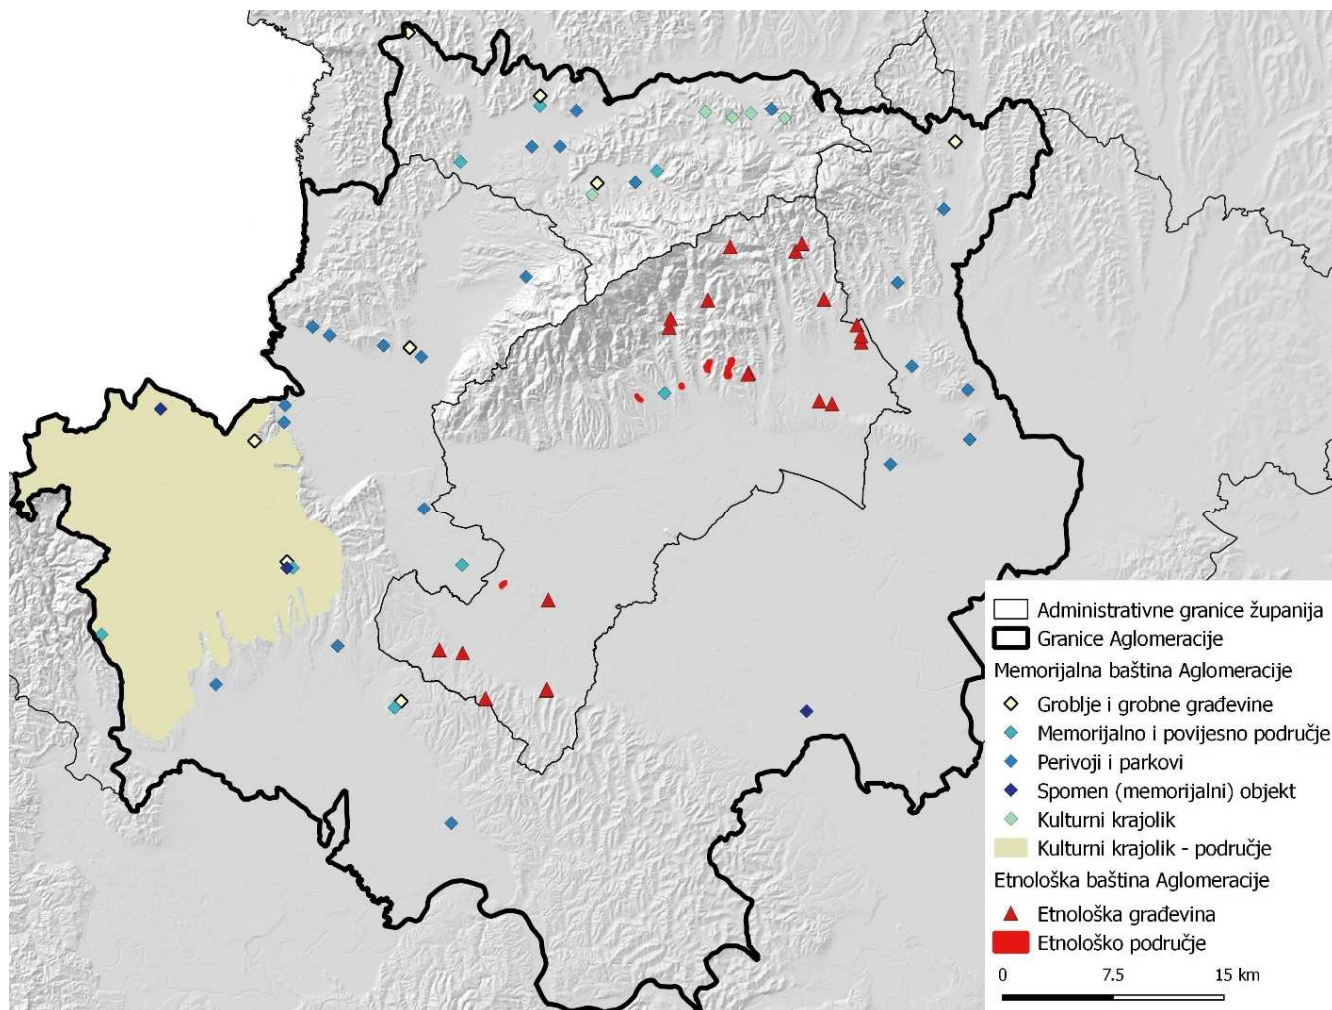 Administrativne granice županija
Granice Aglomeracije
Memorijalna baština Aglomeracije
Groblje i grobne građevine
Memorijalno i povijesno područje
Perivoji i parkovi
Spomen (memorijalni) objekt
Kulturni krajolik
Kulturni krajolik - područje
Etnološka baština Aglomeracije
Etnološka građevina
Etnološko područje
0 7.5 15 km